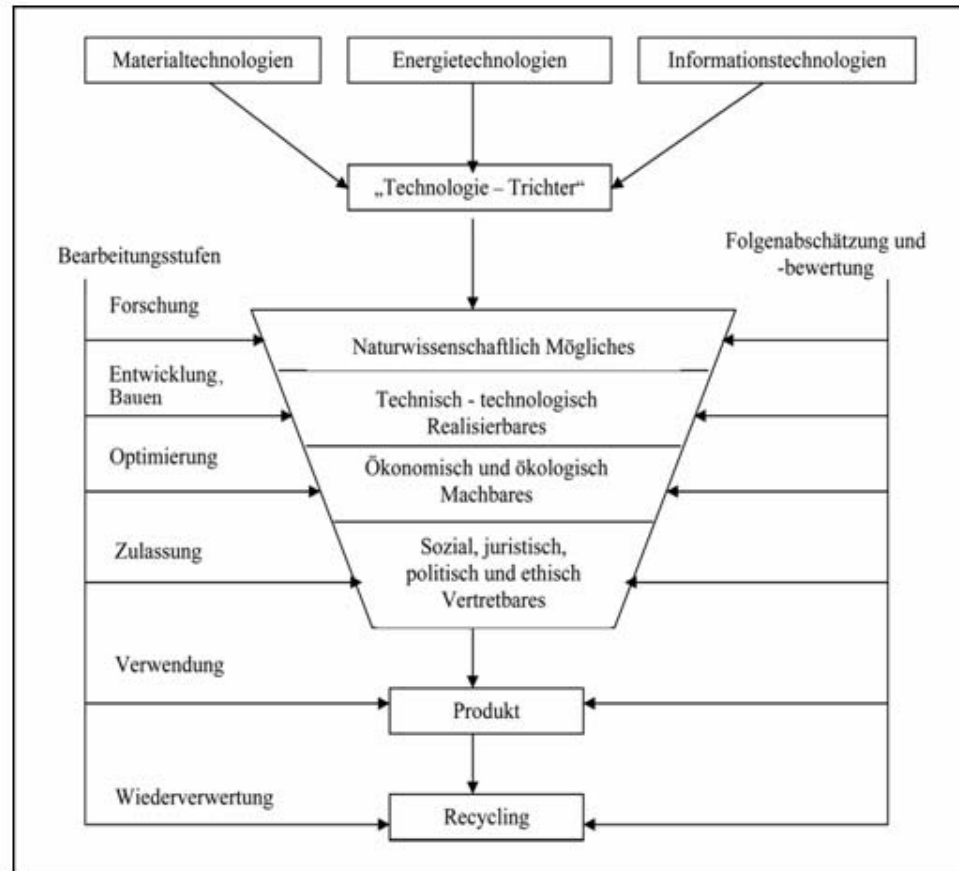 Materialtechnologien
Energietechnologien
Informationstechnologien
„Technologie – Trichter“
Bearbeitungsstufen
Folgenabschätzung und
-bewertung
Forschung
Naturwissenschaftlich Mögliches
Entwicklung,
Bauen
Technisch - technologisch
Realisierbares
Optimierung
Ökonomisch und ökologisch
Machbares
Zulassung
Sozial, juristisch,
politisch und ethisch
Vertretbares
Verwendung
Produkt
Wiederverwertung
Recycling